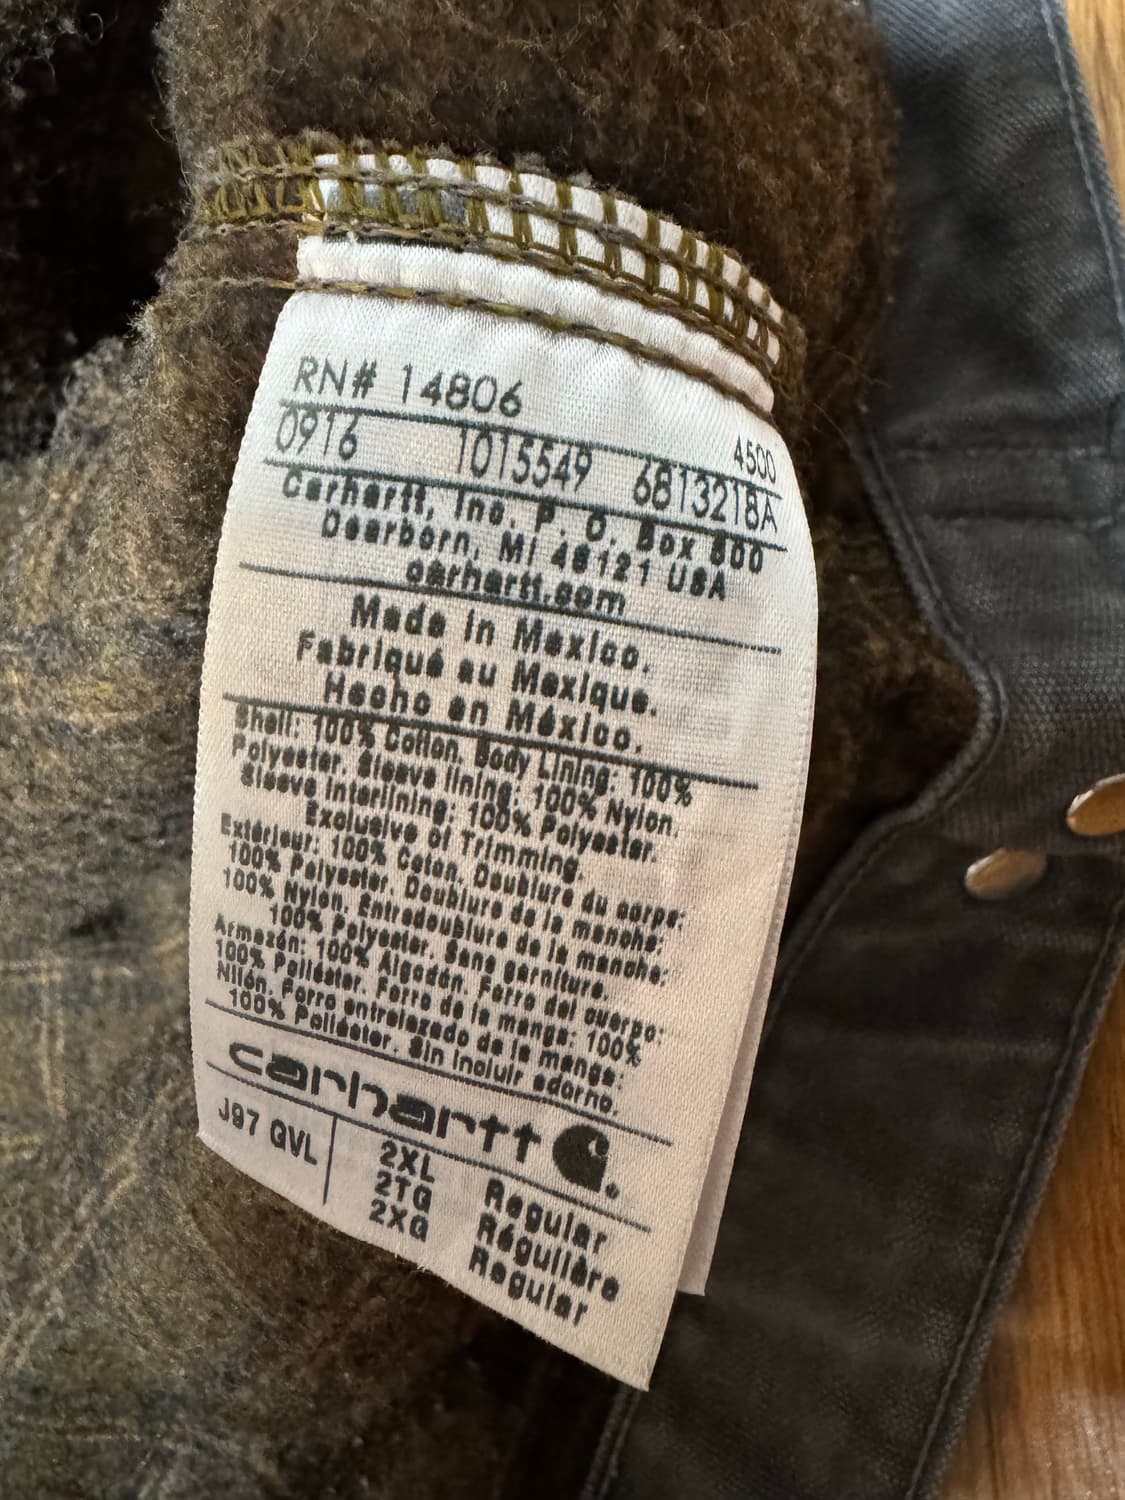 RN# 14806
4500
0916 1015549 6813218A
Carhartt, Inc. P. O. Box 600
Dearborn, MI 48121 USA
carhartt.com
Made in Mexico.
Fabriqué au Mexique.
Hecho en México.
Shell: 100% Cotton. Body Lining: 100%
Polyester. Sleeve lining: 100% Nylon.
Sleeve Interlining: 100% Polyester.
Exclusive of Trimming.
Extérieur: 100% Coton. Doublure du corps:
100% Polyester. Doublure de la manche:
100% Nylon. Entredoublure de la manche:
100% Polyester. Sans garniture.
Armazón: 100% Algodón. Forro del cuerpo:
100% Poliéster. Forro de la manga: 100%
Nilón. Forro entrelazado de la manga:
100% Poliéster. Sin incluir adorno.
carhartt
J97 QVL 2XL Regular
2TG Régulière
2XG Regular